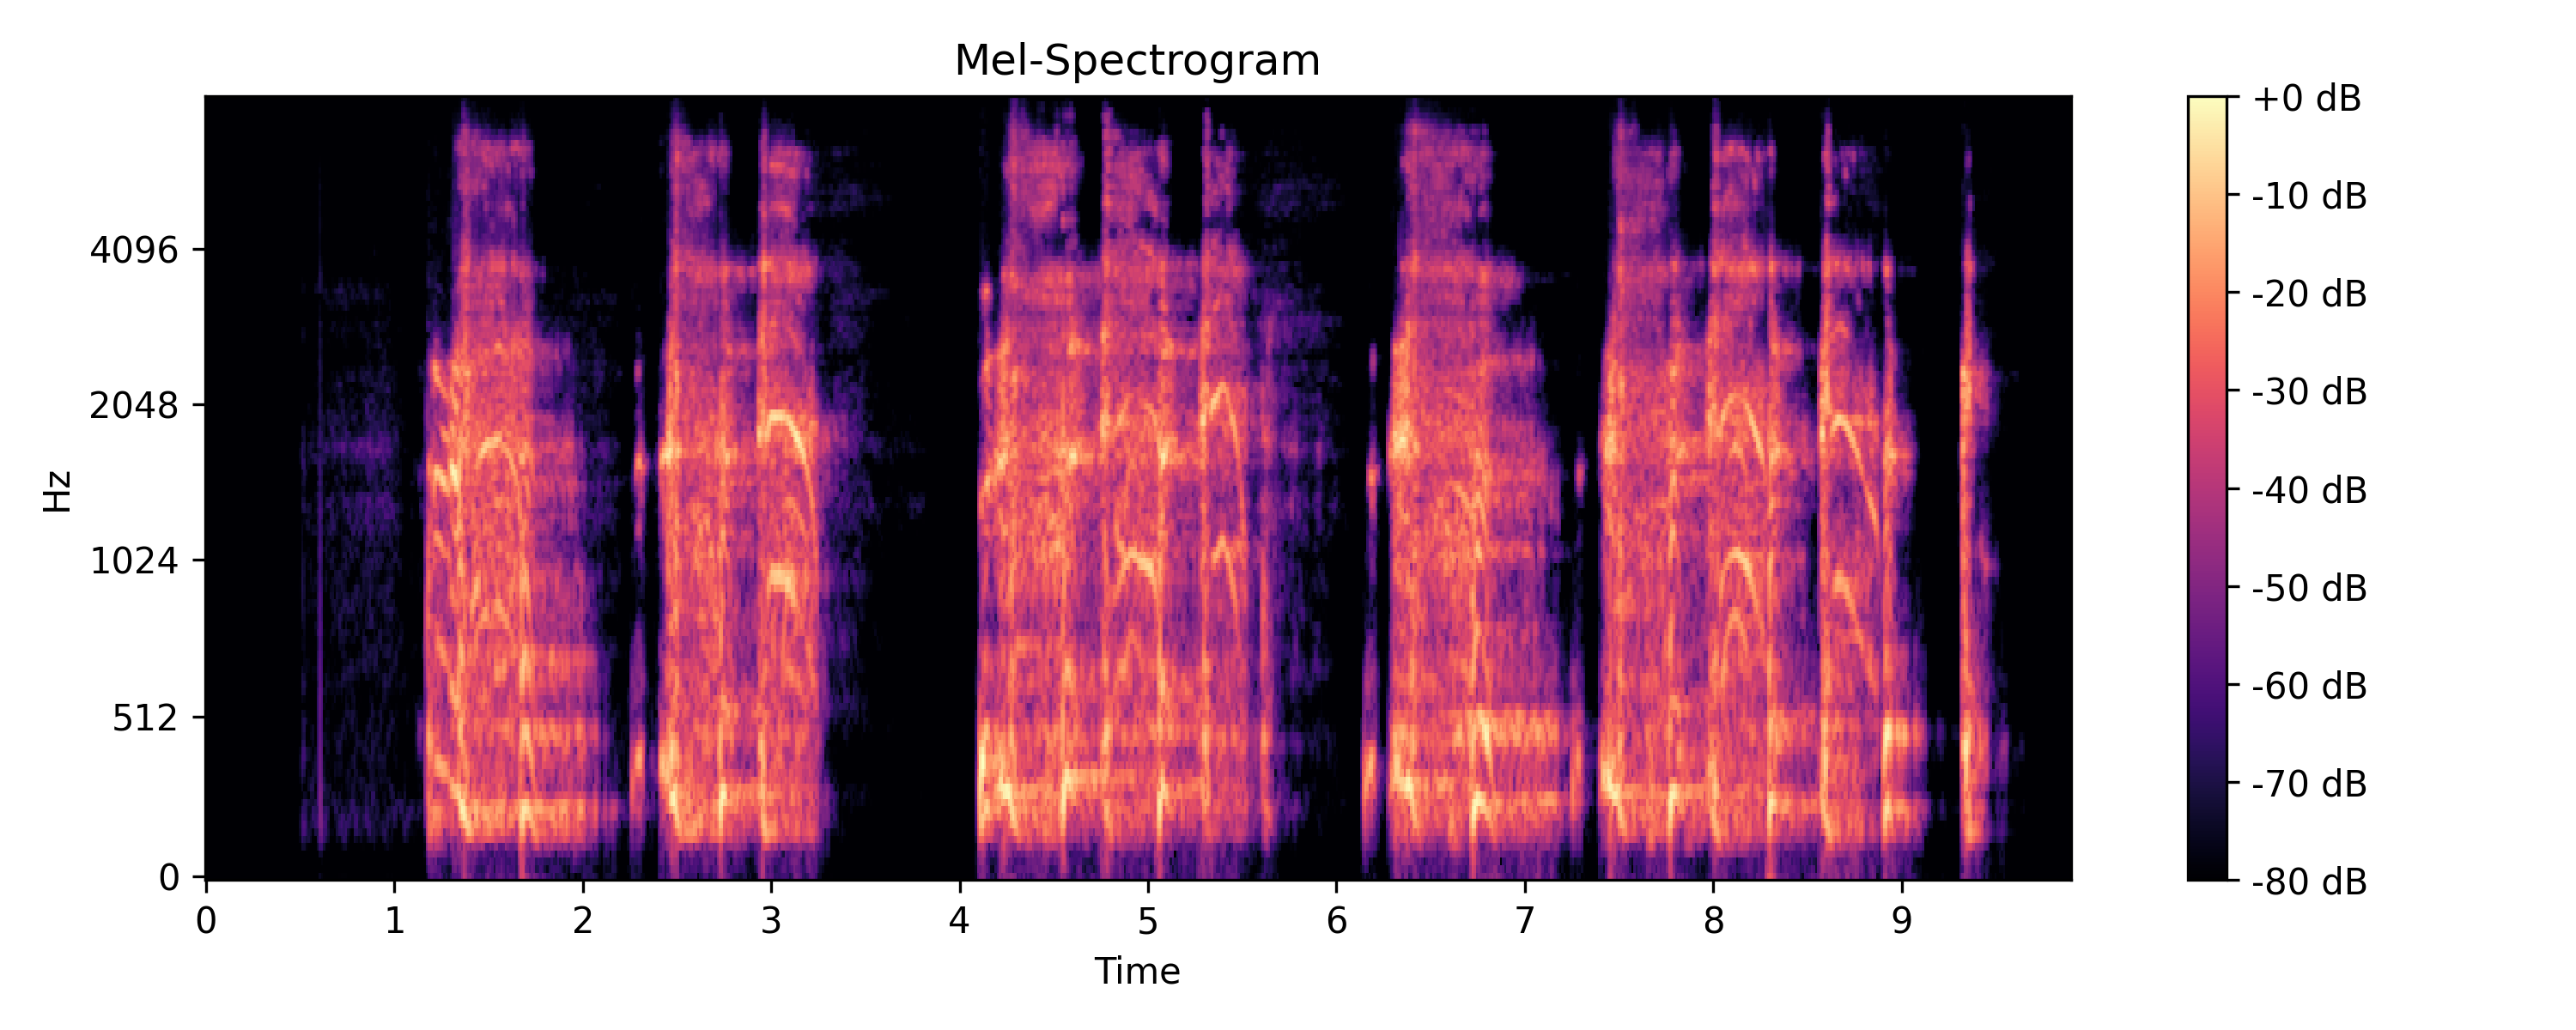 Mel-Spectrogram
+0 dB
-10 dB
-20 dB
-30 dB
-40 dB
-50 dB
-60 dB
-70 dB
-80 dB
Hz
4096
2048
1024
512
0
0 1 2 3 4 5 6 7 8 9
Time